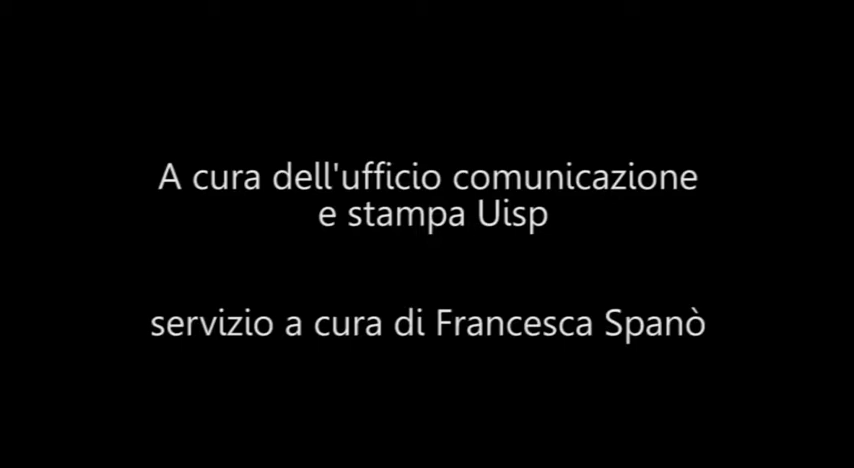 A cura dell'ufficio comunicazione
e stampa Uisp
servizio a cura di Francesca Spanò